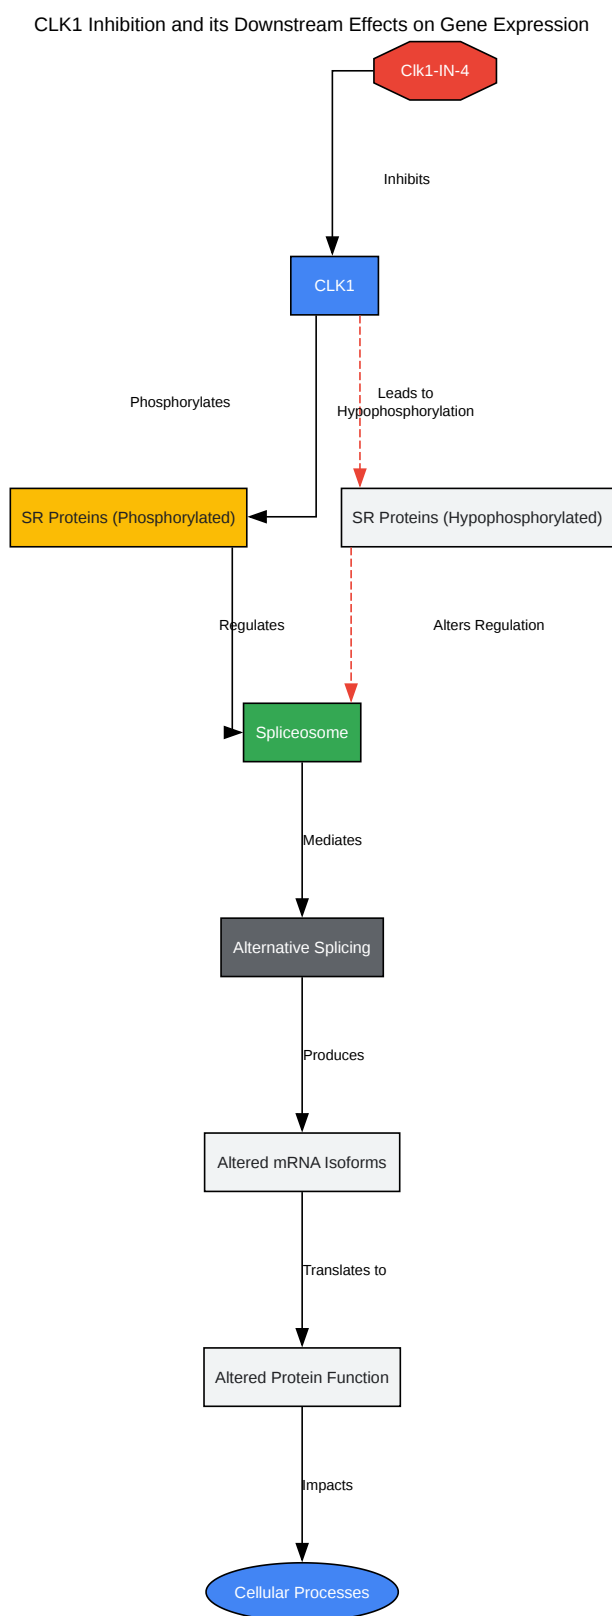 CLK1 Inhibition and its Downstream Effects on Gene Expression
Clk1-IN-4
Inhibits
CLK1
Phosphorylates
Leads to
Hypophosphorylation
SR Proteins (Phosphorylated)
SR Proteins (Hypophosphorylated)
Regulates
Alters Regulation
Spliceosome
Mediates
Alternative Splicing
Produces
Altered mRNA Isoforms
Translates to
Altered Protein Function
Impacts
Cellular Processes